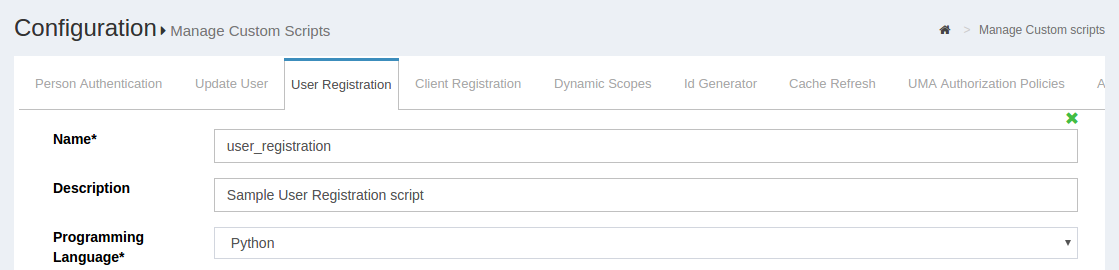 Configuration Manage Custom Scripts
> Manage Custom scripts
Person Authentication Update User User Registration Client Registration Dynamic Scopes Id Generator Cache Refresh UMA Authorization Policies
Name* user_registration
Description Sample User Registration script
Programming Language* Python